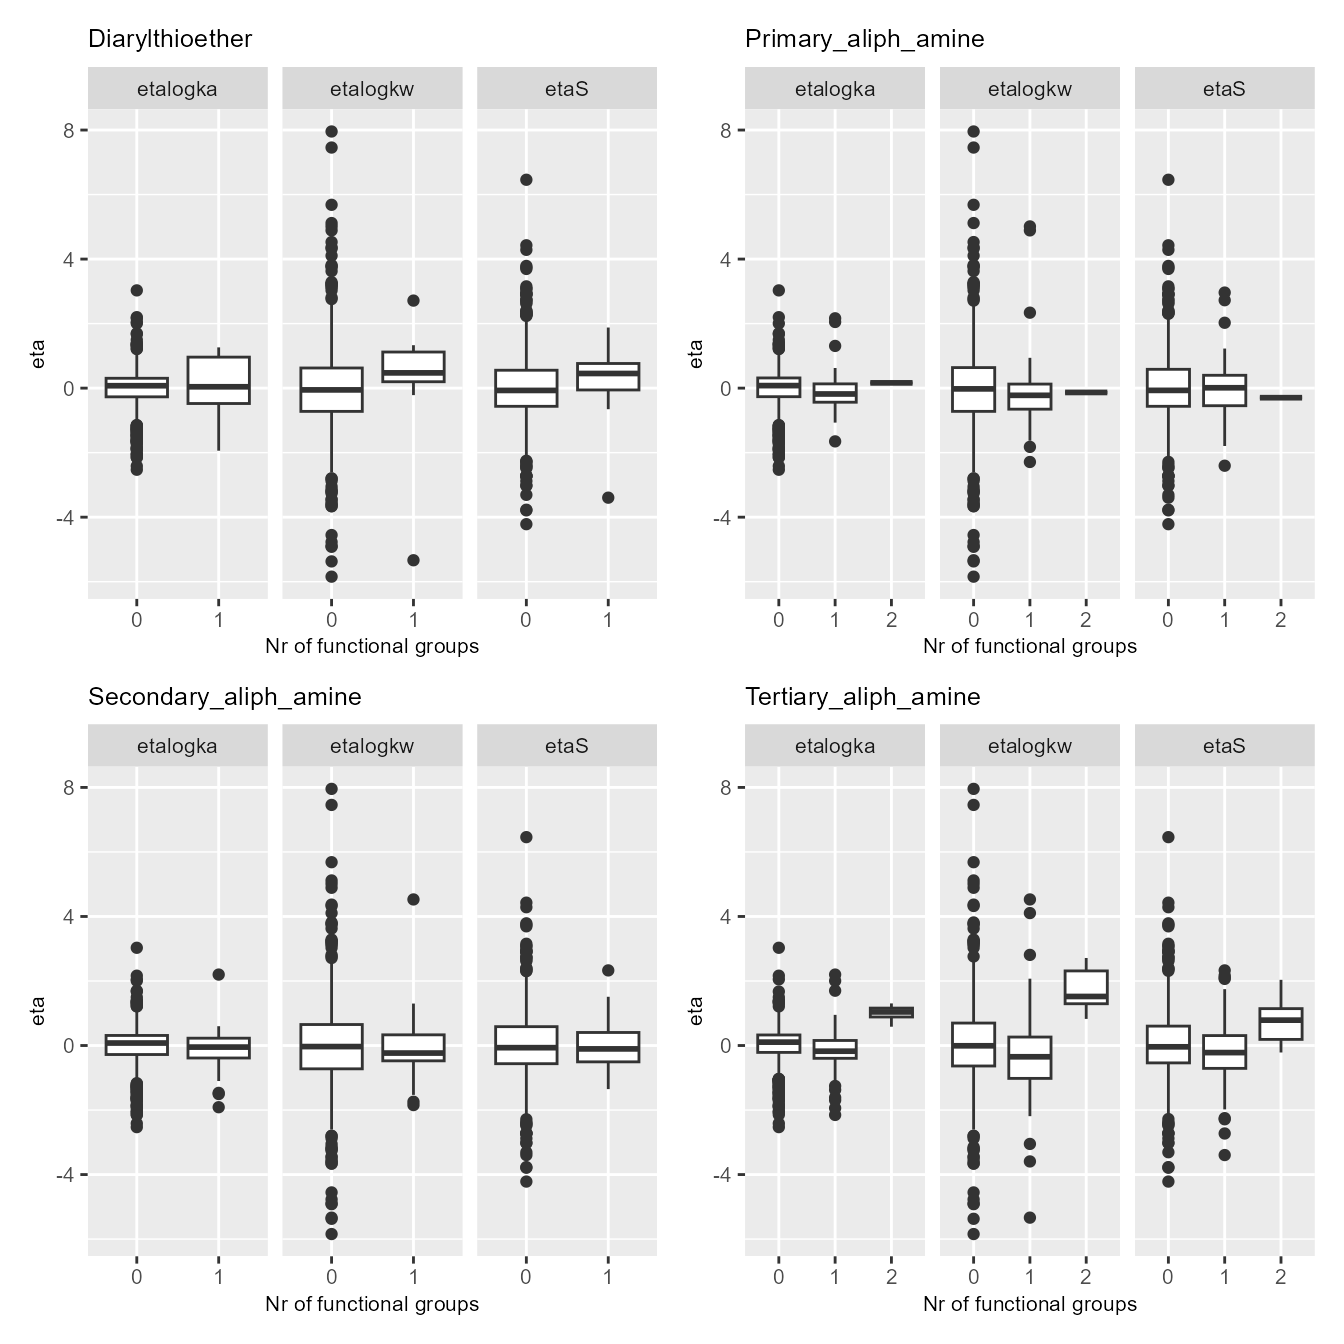 Diarylthioether
etalogka etalogkw etaS
8
4
0
-4
eta
0 1 0 1 0 1
Nr of functional groups
Primary_aliph_amine
etalogka etalogkw etaS
8
4
0
-4
eta
0 1 2 0 1 2 0 1 2
Nr of functional groups
Secondary_aliph_amine
etalogka etalogkw etaS
8
4
0
-4
eta
0 1 0 1 0 1
Nr of functional groups
Tertiary_aliph_amine
etalogka etalogkw etaS
8
4
0
-4
eta
0 1 2 0 1 2 0 1 2
Nr of functional groups